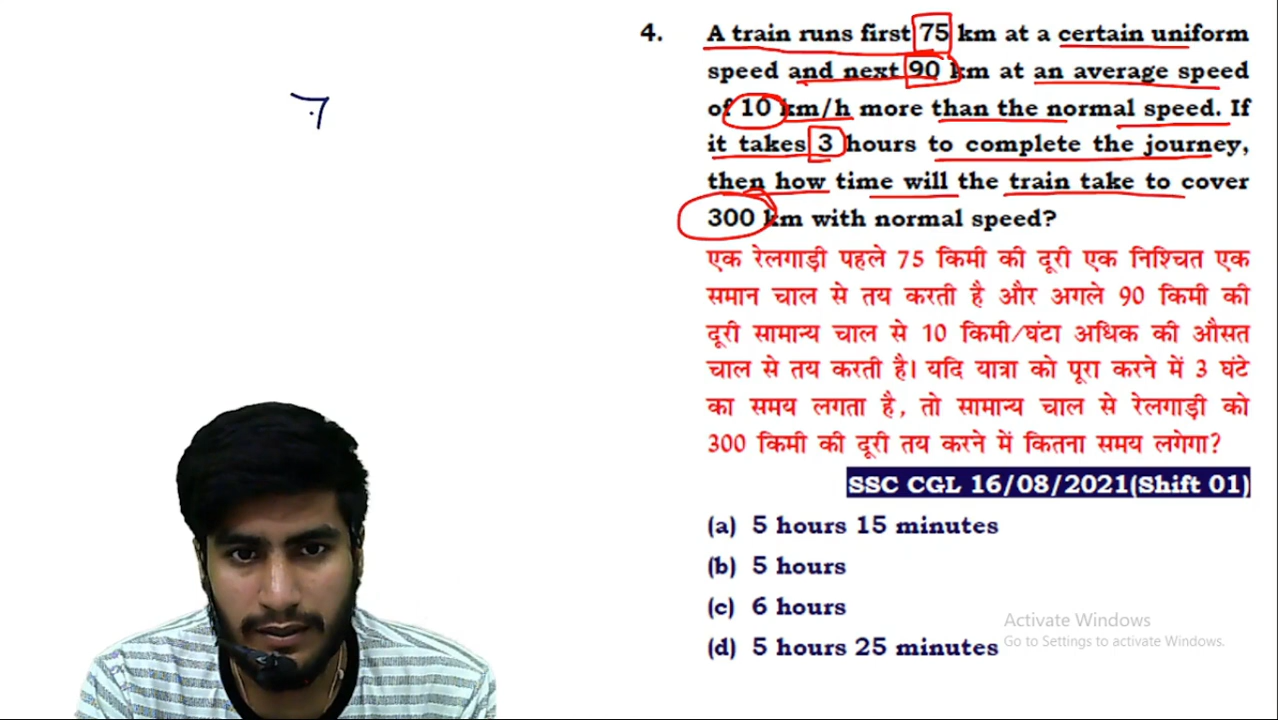 4. A train runs first 75 km at a certain uniform
speed and next 90 km at an average speed
of 10 km/h more than the normal speed. If
it takes 3 hours to complete the journey,
then how time will the train take to cover
300 km with normal speed?
एक रेलगाड़ी पहले 75 किमी की दूरी एक निश्चित एक
समान चाल से तय करती है और अगले 90 किमी की
दूरी सामान्य चाल से 10 किमी/घंटा अधिक की औसत
चाल से तय करती है। यदि यात्रा को पूरा करने में 3 घंटे
का समय लगता है, तो सामान्य चाल से रेलगाड़ी को
300 किमी की दूरी तय करने में कितना समय लगेगा?
SSC CGL 16/08/2021(Shift 01)
(a) 5 hours 15 minutes
(b) 5 hours
(c) 6 hours
(d) 5 hours 25 minutes
Activate Windows
Go to Settings to activate Windows.